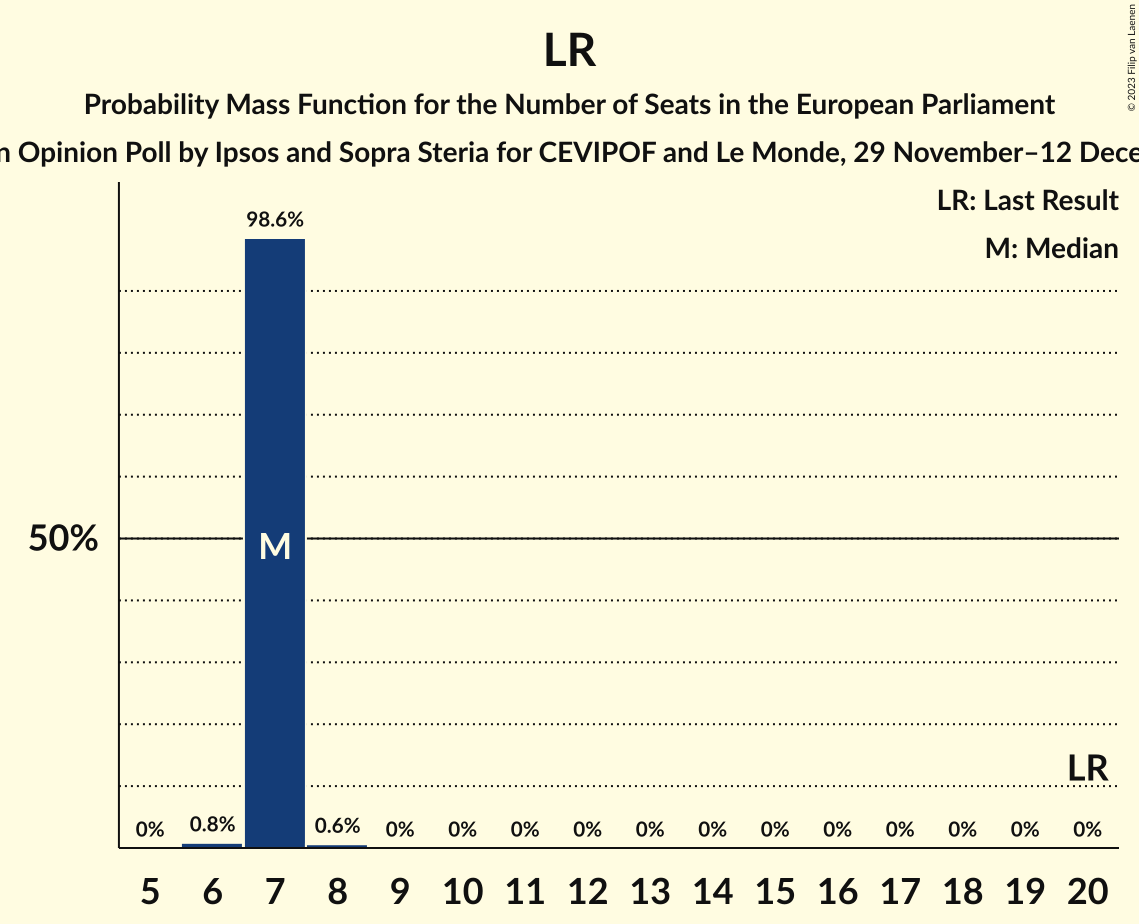 LR
Probability Mass Function for the Number of Seats in the European Parliament
n Opinion Poll by Ipsos and Sopra Steria for CEVIPOF and Le Monde, 29 November–12 Dece
© 2023 Filip van Laenen
LR: Last Result
M: Median
98.6%
50%
M
LR
0% 0.8% 0.6% 0% 0% 0% 0% 0% 0% 0% 0% 0% 0% 0% 0%
5 6 7 8 9 10 11 12 13 14 15 16 17 18 19 20